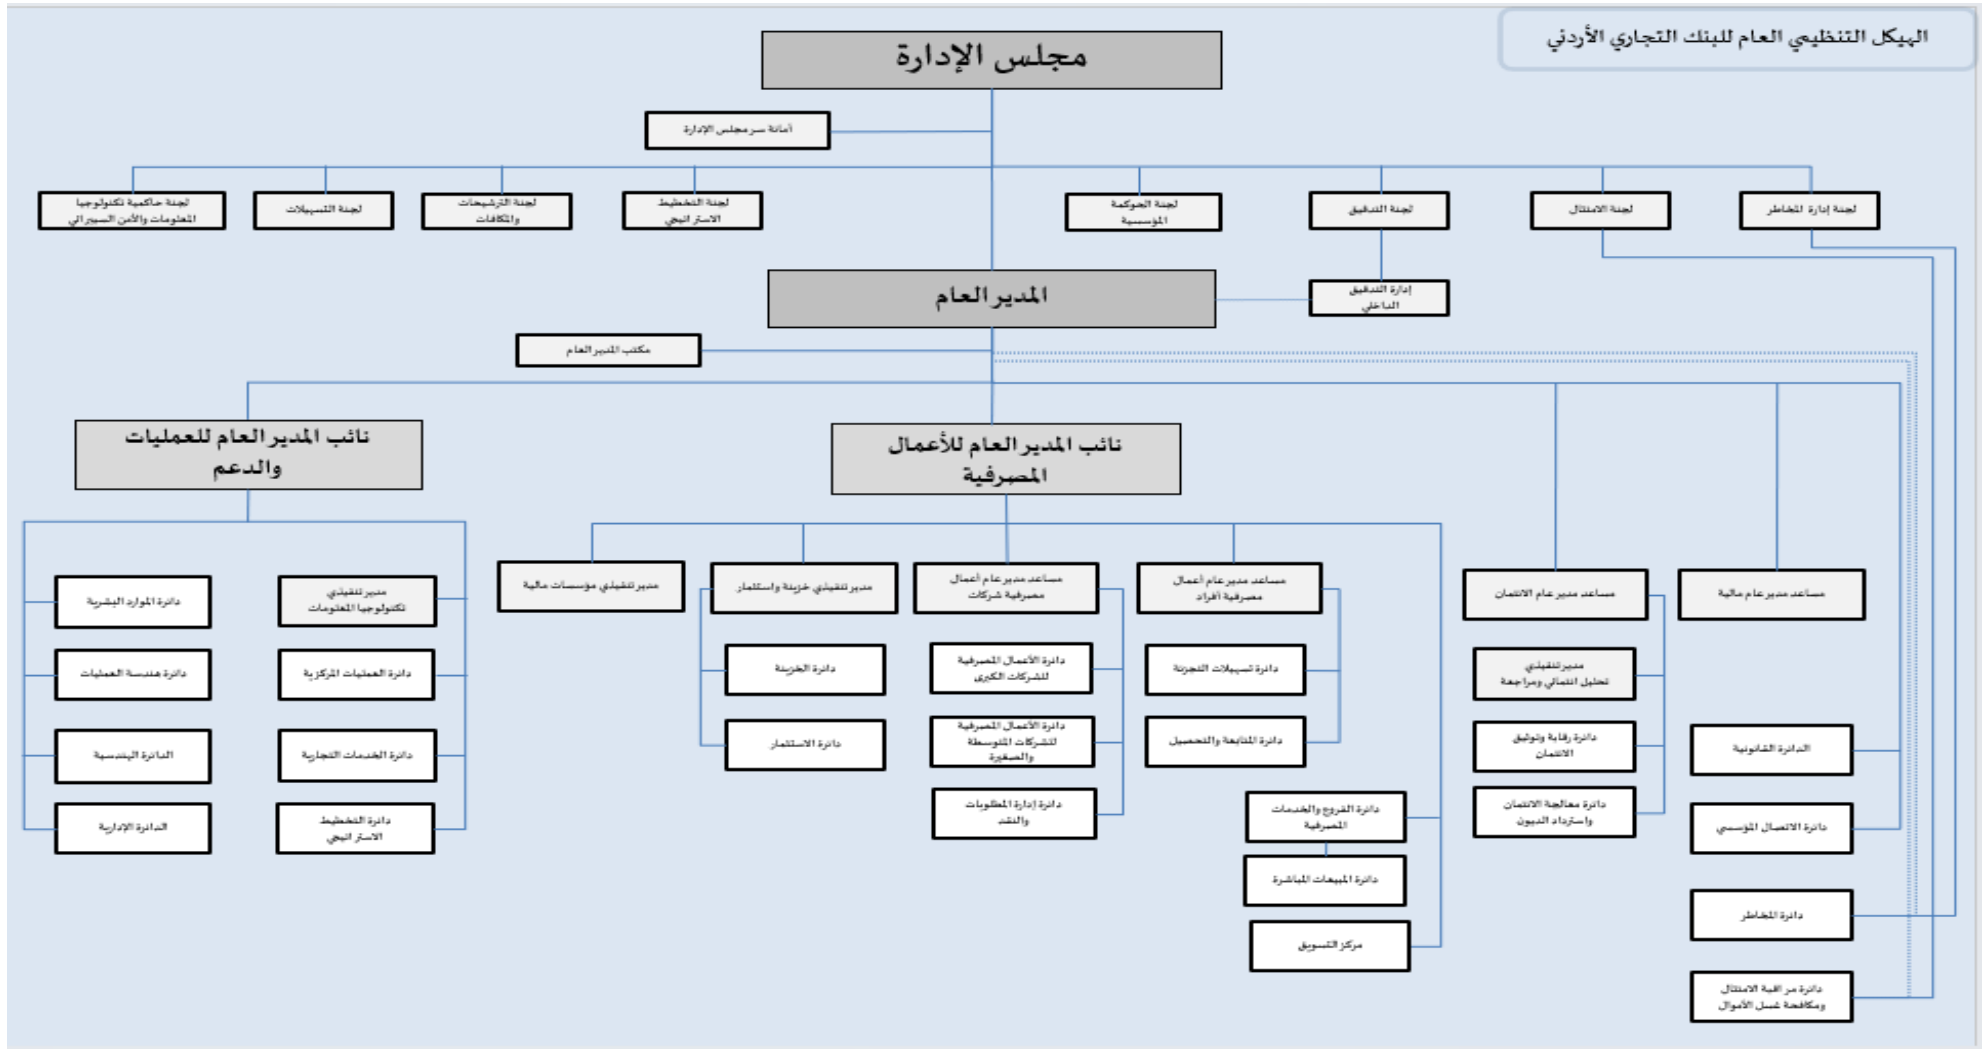 الهيكل التنظيمي العام للبنك التجاري الأردني
مجلس الإدارة
أمانة سر مجلس الإدارة
لجنة إدارة المخاطر
لجنة الامتثال
لجنة التدقيق
لجنة الحوكمة
المؤسسية
لجنة التخطيط
الاستراتيجي
لجنة الترشيحات
والمكافات
لجنة التسهيلات
لجنة حاكمية تكنولوجيا
المعلومات والأمن السيبراني
إدارة التدقيق
الداخلي
المدير العام
مكتب المدير العام
نائب المدير العام للأعمال
المصرفية
نائب المدير العام للعمليات
والدعم
مساعد مدير عام مالية
مساعد مدير عام الائتمان
مساعد مدير عام أعمال
مصرفية أفراد
مساعد مدير عام أعمال
مصرفية شركات
مدير تنفيذي خزينة واستثمار
مدير تنفيذي مؤسسات مالية
مدير تنفيذي
تكنولوجيا المعلومات
دائرة الموارد البشرية
مدير تنفيذي
تحليل ائتماني ومراجعة
دائرة تسهيلات التجزئة
دائرة الأعمال المصرفية
للشركات الكبرى
دائرة الخزينة
دائرة العمليات المركزية
دائرة هندسة العمليات
الدائرة القانونية
دائرة رقابة وتوثيق
الائتمان
دائرة المتابعة والتحصيل
دائرة الأعمال المصرفية
للشركات المتوسطة
والصغيرة
دائرة الاستثمار
دائرة الخدمات التجارية
الدائرة الهندسية
دائرة الاتصال المؤسسي
دائرة معالجة الائتمان
واسترداد الديون
دائرة الفروع والخدمات
المصرفية
دائرة إدارة المطلوبات
والنقد
دائرة التخطيط
الاستراتيجي
الدائرة الإدارية
دائرة المبيعات المباشرة
دائرة المخاطر
مركز التسويق
دائرة مراقبة الامتثال
ومكافحة غسل الأموال